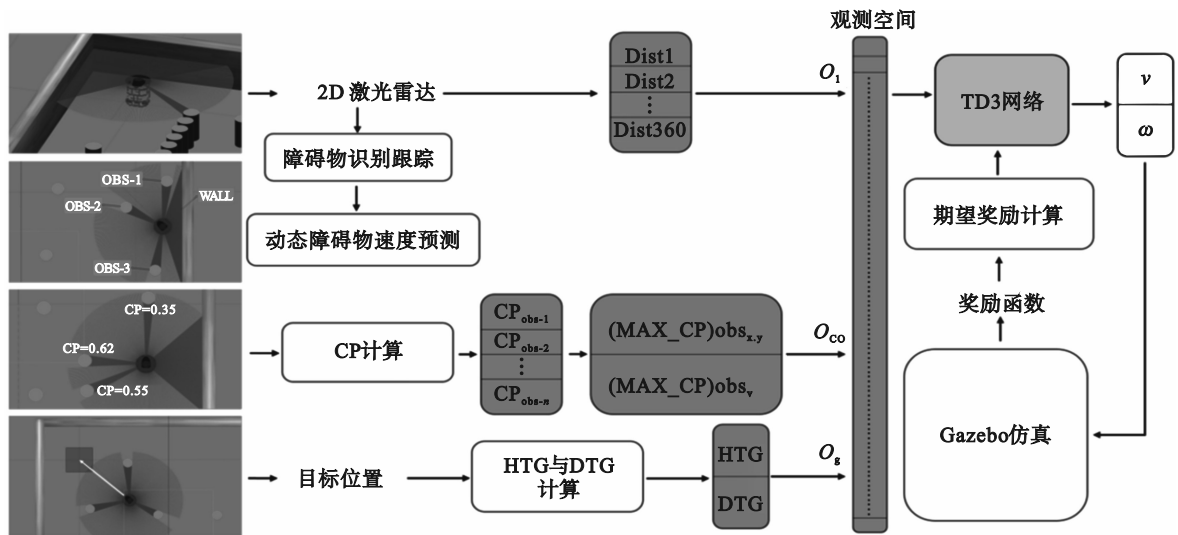 观测空间
2D 激光雷达
Dist1
Dist2
⋮
Dist360
O₁
TD3网络
v
ω
障碍物识别跟踪
动态障碍物速度预测
OBS-1
OBS-2
WALL
OBS-3
期望奖励计算
奖励函数
CP=0.35
CP=0.62
CP=0.55
CP计算
CPobs-1
CPobs-2
⋮
CPobs-n
(MAX_CP)obsx.y
(MAX_CP)obsv
OCO
Gazebo仿真
目标位置
HTG与DTG
计算
HTG
DTG
Og